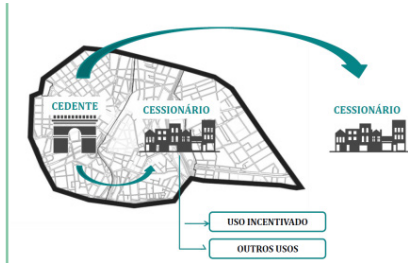 CEDENTE
CESSIONÁRIO
CESSIONÁRIO
USO INCENTIVADO
OUTROS USOS